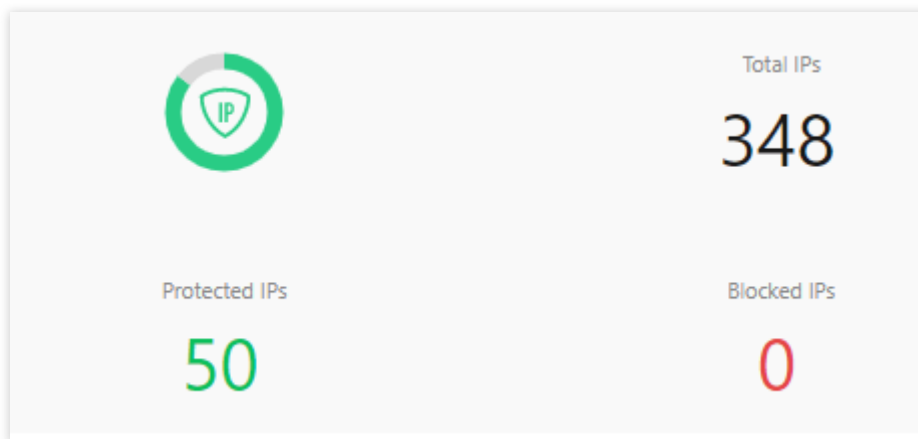 IP
Total IPs
348
Protected IPs
50
Blocked IPs
0